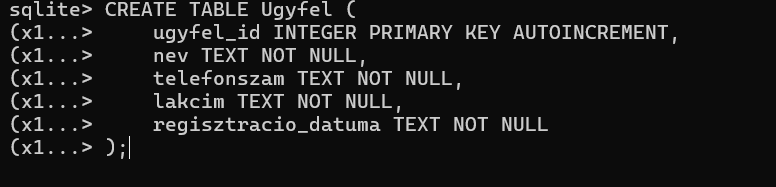 sqlite> CREATE TABLE Ugyfel (
(x1...>     ugyfel_id INTEGER PRIMARY KEY AUTOINCREMENT,
(x1...>     nev TEXT NOT NULL,
(x1...>     telefonszam TEXT NOT NULL,
(x1...>     lakcim TEXT NOT NULL,
(x1...>     regisztracio_datuma TEXT NOT NULL
(x1...> );